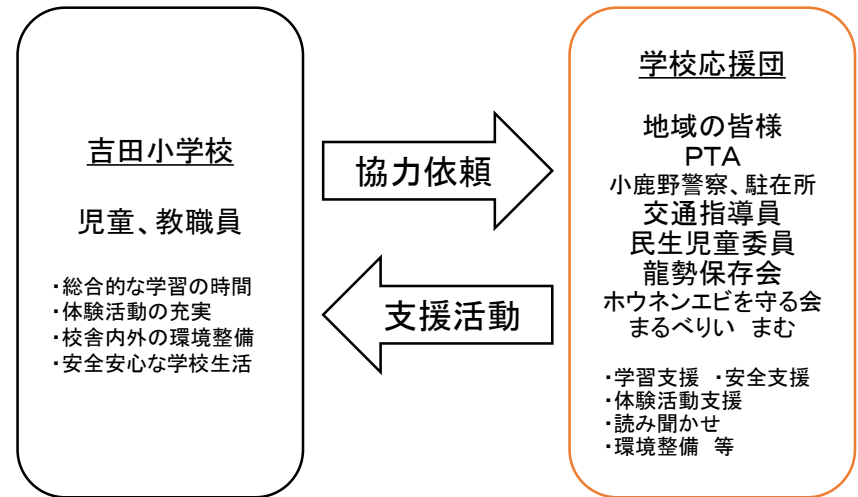 吉田小学校
児童、教職員
・総合的な学習の時間
・体験活動の充実
・校舎内外の環境整備
・安全安心な学校生活
協力依頼
支援活動
学校応援団
地域の皆様
ＰＴＡ
小鹿野警察、駐在所
交通指導員
民生児童委員
龍勢保存会
ホウネンエビを守る会
まるべりい　まむ
・学習支援　・安全支援
・体験活動支援
・読み聞かせ
・環境整備　等